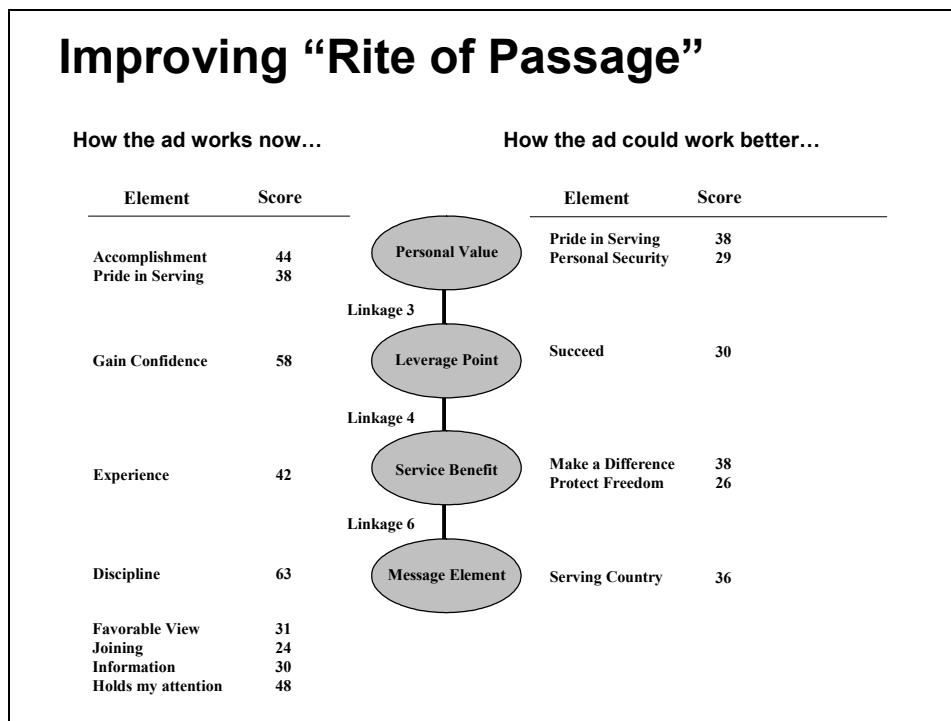 Improving “Rite of Passage”
How the ad works now…
How the ad could work better…
Element Score
Accomplishment 44
Pride in Serving 38
Gain Confidence 58
Experience 42
Discipline 63
Favorable View 31
Joining 24
Information 30
Holds my attention 48
Personal Value
Linkage 3
Leverage Point
Linkage 4
Service Benefit
Linkage 6
Message Element
Element Score
Pride in Serving 38
Personal Security 29
Succeed 30
Make a Difference 38
Protect Freedom 26
Serving Country 36